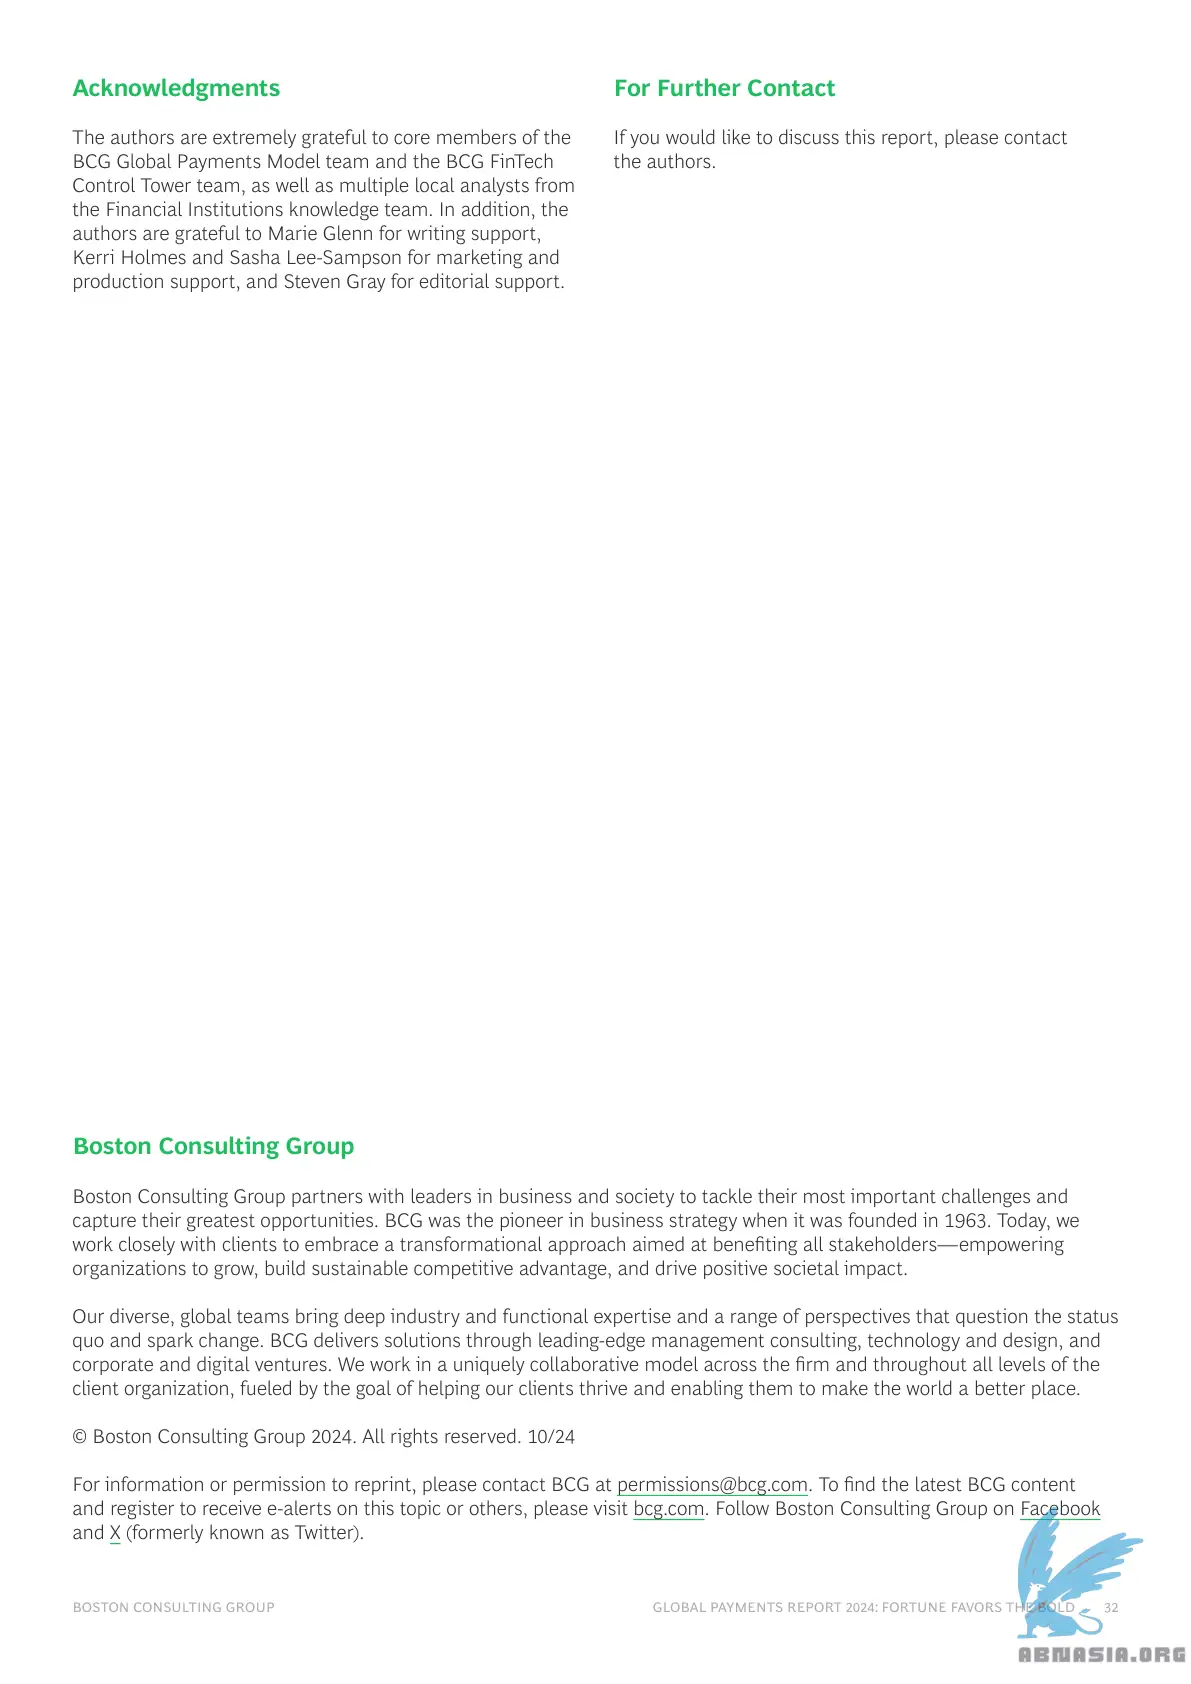 Acknowledgments
The authors are extremely grateful to core members of the
BCG Global Payments Model team and the BCG FinTech
Control Tower team, as well as multiple local analysts from
the Financial Institutions knowledge team. In addition, the
authors are grateful to Marie Glenn for writing support,
Kerri Holmes and Sasha Lee-Sampson for marketing and
production support, and Steven Gray for editorial support.
For Further Contact
If you would like to discuss this report, please contact
the authors.
Boston Consulting Group
Boston Consulting Group partners with leaders in business and society to tackle their most important challenges and
capture their greatest opportunities. BCG was the pioneer in business strategy when it was founded in 1963. Today, we
work closely with clients to embrace a transformational approach aimed at benefiting all stakeholders—empowering
organizations to grow, build sustainable competitive advantage, and drive positive societal impact.
Our diverse, global teams bring deep industry and functional expertise and a range of perspectives that question the status
quo and spark change. BCG delivers solutions through leading-edge management consulting, technology and design, and
corporate and digital ventures. We work in a uniquely collaborative model across the firm and throughout all levels of the
client organization, fueled by the goal of helping our clients thrive and enabling them to make the world a better place.
© Boston Consulting Group 2024. All rights reserved. 10/24
For information or permission to reprint, please contact BCG at permissions@bcg.com. To find the latest BCG content
and register to receive e-alerts on this topic or others, please visit bcg.com. Follow Boston Consulting Group on Facebook
and X (formerly known as Twitter).
BOSTON CONSULTING GROUP
GLOBAL PAYMENTS REPORT 2024: FORTUNE FAVORS THE BOLD 32
ABNASIA.ORG